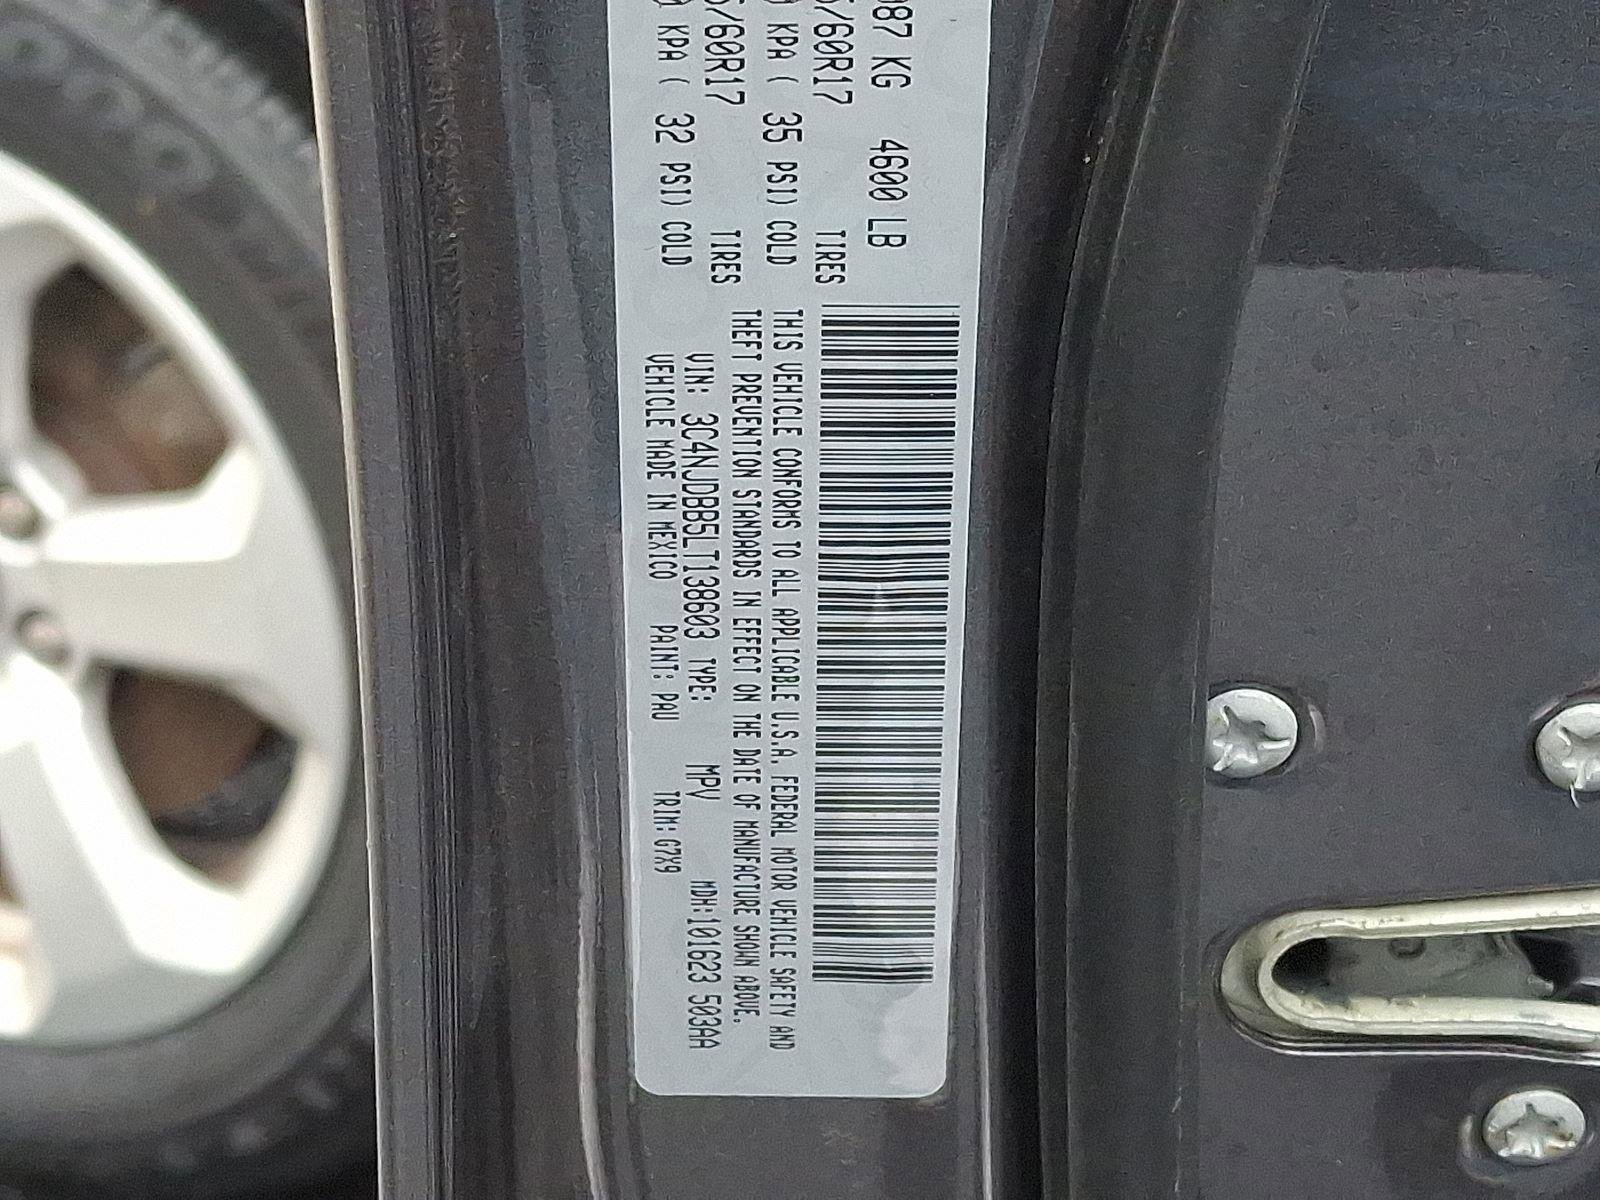 87 KG 4600 LB
/60R17 TIRES
KPA ( 35 PSI) COLD
/60R17 TIRES
KPA ( 32 PSI) COLD
THIS VEHICLE CONFORMS TO ALL APPLICABLE U.S.A. FEDERAL MOTOR VEHICLE SAFETY AND
THEFT PREVENTION STANDARDS IN EFFECT ON THE DATE OF MANUFACTURE SHOWN ABOVE.
VIN: 3C4NJDBB5LT138603 TYPE: MPV MDH:101623 503AA
VEHICLE MADE IN MEXICO PAINT: PAU TRIM:G7X9